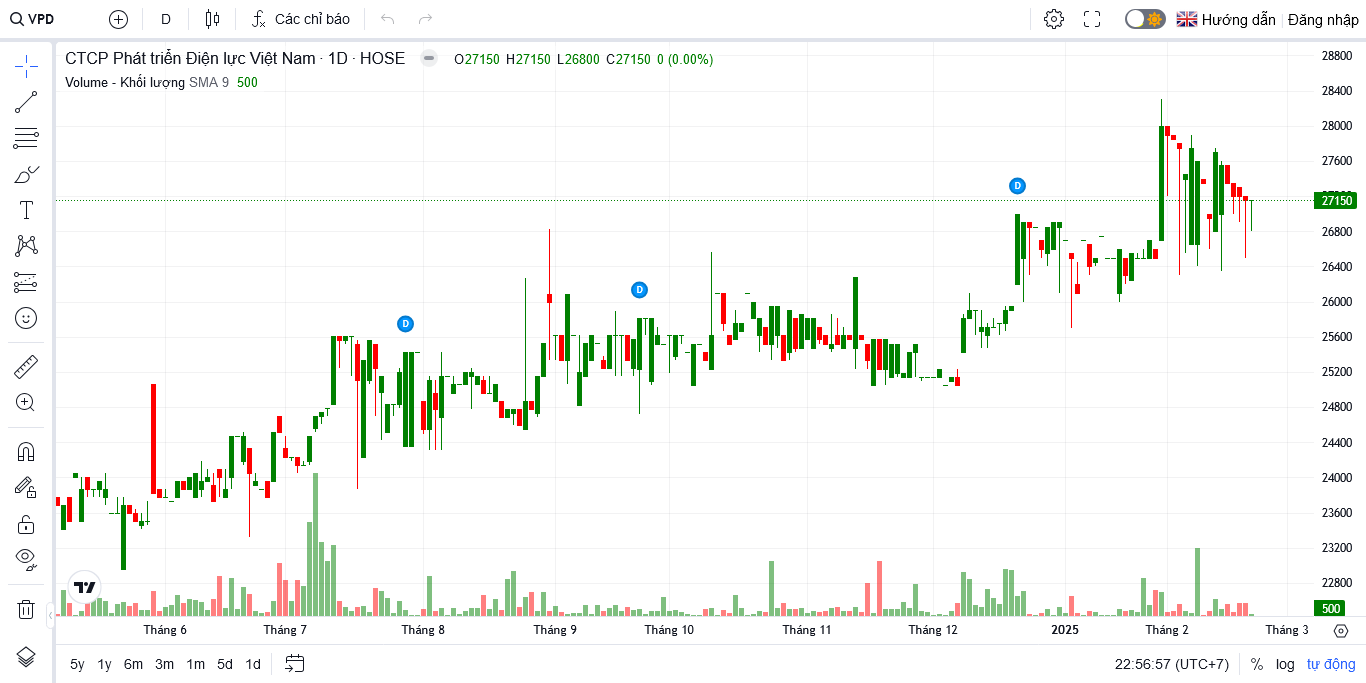 VPD D Các chỉ báo Hướng dẫn Đăng nhập
CTCP Phát triển Điện lực Việt Nam · 1D · HOSE O27150 H27150 L26800 C27150 0 (0.00%)
Volume - Khối lượng SMA 9 500
28800
28400
28000
27600
27150
26800
26400
26000
25600
25200
24800
24400
24000
23600
23200
22800
500
D
D
D
Tháng 6 Tháng 7 Tháng 8 Tháng 9 Tháng 10 Tháng 11 Tháng 12 2025 Tháng 2 Tháng 3
5y 1y 6m 3m 1m 5d 1d 22:56:57 (UTC+7) % log tự động